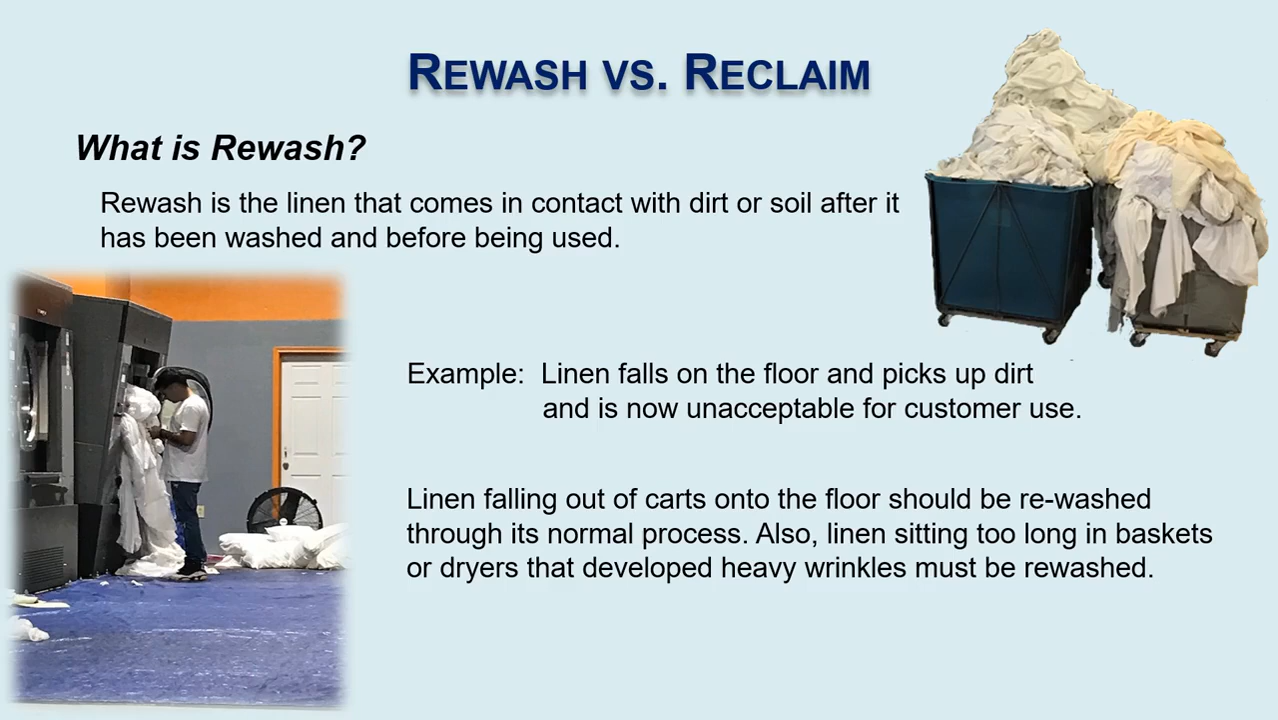 REWASH VS. RECLAIM
What is Rewash?
Rewash is the linen that comes in contact with dirt or soil after it
has been washed and before being used.
Example: Linen falls on the floor and picks up dirt
and is now unacceptable for customer use.
Linen falling out of carts onto the floor should be re-washed
through its normal process. Also, linen sitting too long in baskets
or dryers that developed heavy wrinkles must be rewashed.